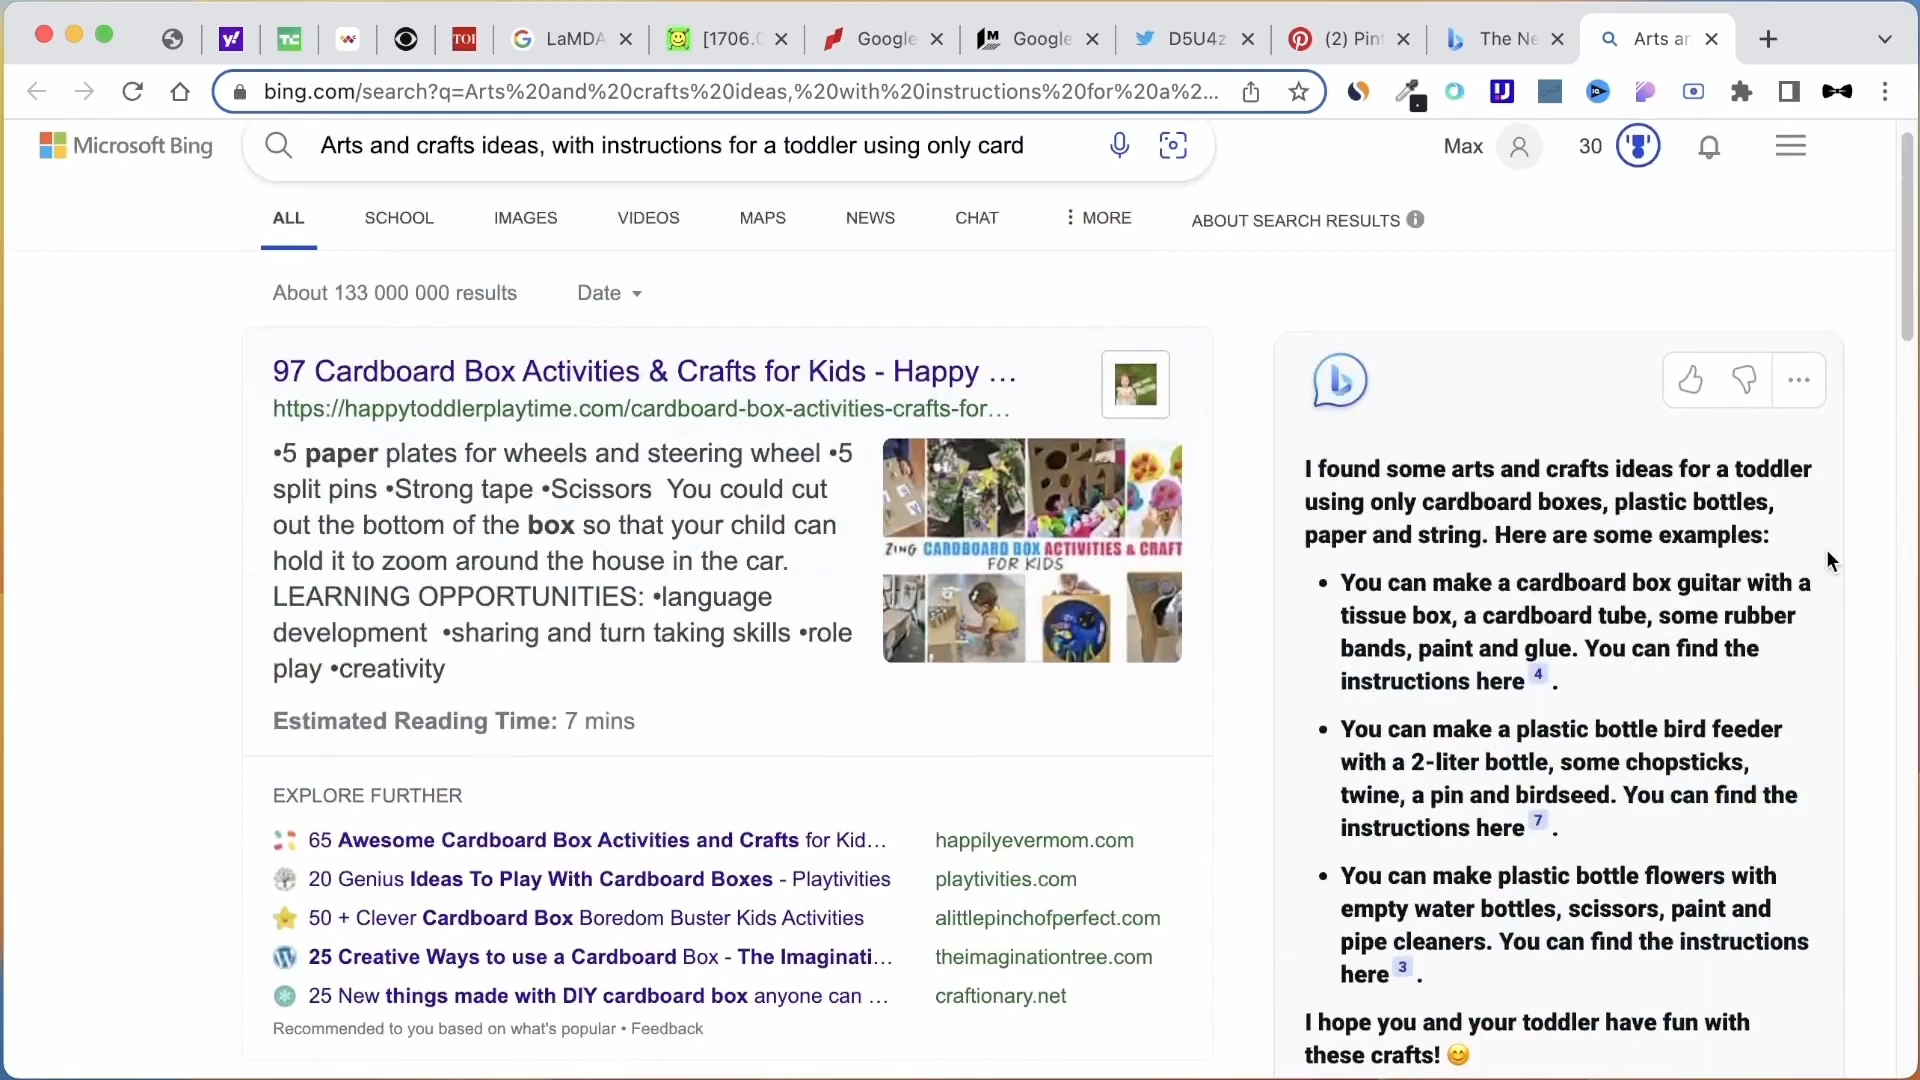 TOI
LaMDA
[1706.0
Google
Google
D5U4z
(2) Pin
The Ne
Arts an
bing.com/search?q=Arts%20and%20crafts%20ideas,%20with%20instructions%20for%20a%2...
Microsoft Bing
Arts and crafts ideas, with instructions for a toddler using only card
Max
30
ALL
SCHOOL
IMAGES
VIDEOS
MAPS
NEWS
CHAT
MORE
ABOUT SEARCH RESULTS
About 133 000 000 results
Date
97 Cardboard Box Activities & Crafts for Kids - Happy ...
https://happytoddlerplaytime.com/cardboard-box-activities-crafts-for...
•5 paper plates for wheels and steering wheel •5
split pins •Strong tape •Scissors You could cut
out the bottom of the box so that your child can
hold it to zoom around the house in the car.
LEARNING OPPORTUNITIES: •language
development •sharing and turn taking skills •role
play •creativity
CARDBOARD BOX ACTIVITIES & CRAFT
FOR KIDS
Estimated Reading Time: 7 mins
EXPLORE FURTHER
65 Awesome Cardboard Box Activities and Crafts for Kid... happilyevermom.com
20 Genius Ideas To Play With Cardboard Boxes - Playtivities playtivities.com
50 + Clever Cardboard Box Boredom Buster Kids Activities alittlepinchofperfect.com
25 Creative Ways to use a Cardboard Box - The Imaginati... theimaginationtree.com
25 New things made with DIY cardboard box anyone can ... craftionary.net
Recommended to you based on what's popular • Feedback
I found some arts and crafts ideas for a toddler
using only cardboard boxes, plastic bottles,
paper and string. Here are some examples:
• You can make a cardboard box guitar with a
tissue box, a cardboard tube, some rubber
bands, paint and glue. You can find the
instructions here 4 .
• You can make a plastic bottle bird feeder
with a 2-liter bottle, some chopsticks,
twine, a pin and birdseed. You can find the
instructions here 7 .
• You can make plastic bottle flowers with
empty water bottles, scissors, paint and
pipe cleaners. You can find the instructions
here 3 .
I hope you and your toddler have fun with
these crafts! 😊